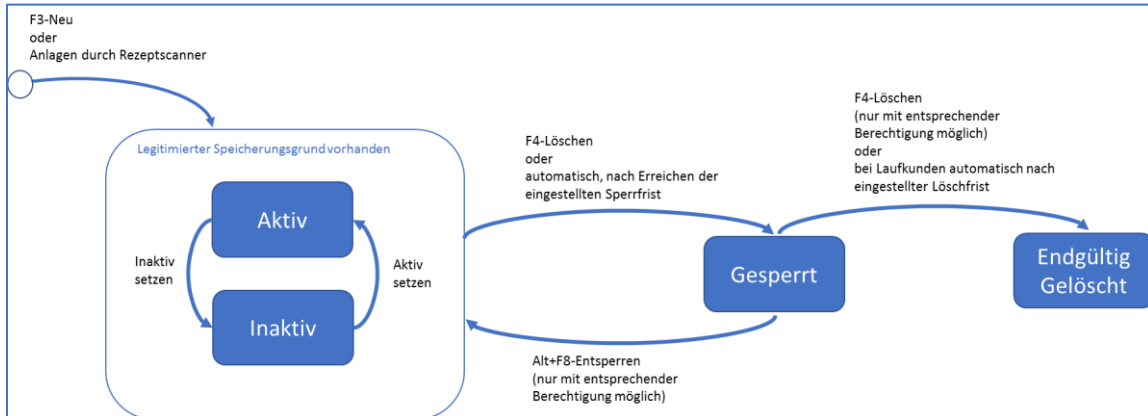 F3-Neu
oder
Anlagen durch Rezeptscanner
Legitimierter Speicherungsgrund vorhanden
Aktiv
Inaktiv
setzen
Aktiv
setzen
Inaktiv
F4-Löschen
oder
automatisch, nach Erreichen der
eingestellten Sperrfrist
Gesperrt
Alt+F8-Entsperren
(nur mit entsprechender
Berechtigung möglich)
F4-Löschen
(nur mit entsprechender
Berechtigung möglich)
oder
bei Laufkunden automatisch nach
eingestellter Löschfrist
Endgültig
Gelöscht